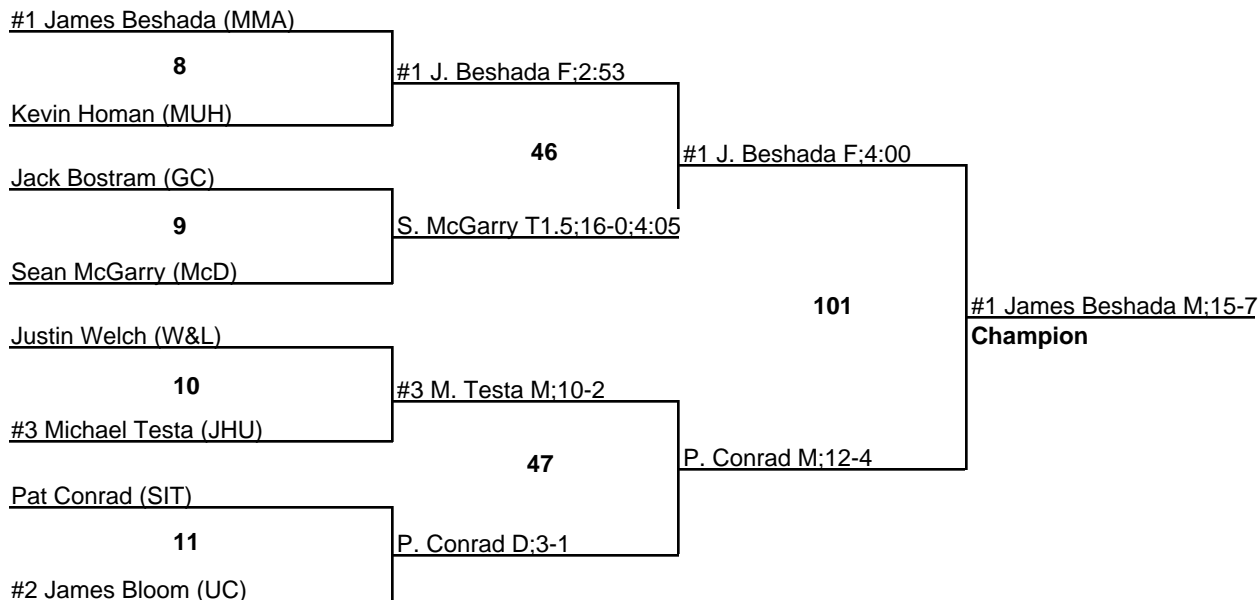 #1 James Beshada (MMA)
8
#1 J. Beshada F;2:53
Kevin Homan (MUH)
46
#1 J. Beshada F;4:00
Jack Bostram (GC)
9
S. McGarry T1.5;16-0;4:05
Sean McGarry (McD)
101
#1 James Beshada M;15-7
Champion
Justin Welch (W&L)
10
#3 M. Testa M;10-2
#3 Michael Testa (JHU)
47
P. Conrad M;12-4
Pat Conrad (SIT)
11
P. Conrad D;3-1
#2 James Bloom (UC)